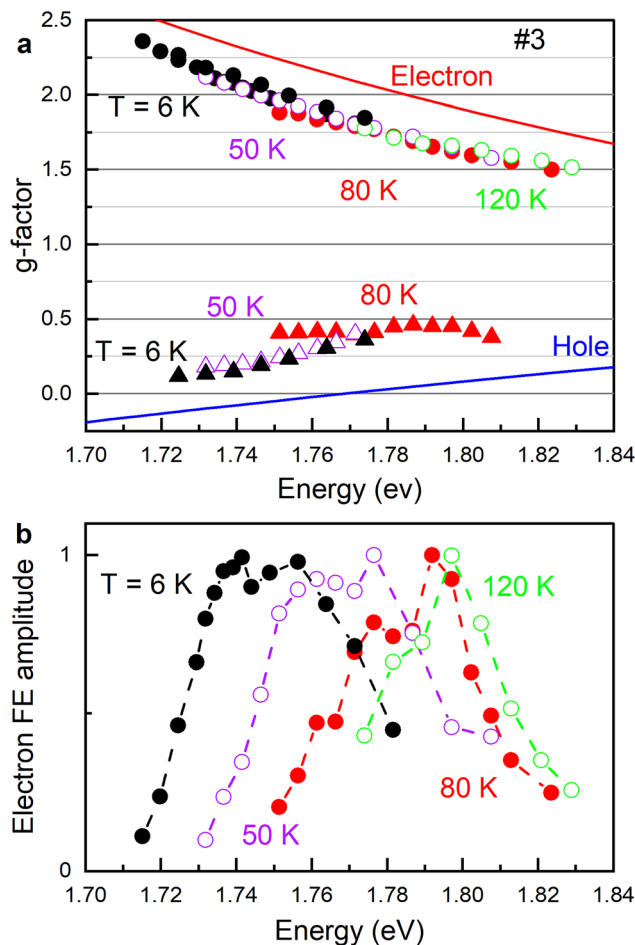 a
#3
2.5
2.0
1.5
1.0
0.5
0.0
g-factor
Electron
T = 6 K
50 K
80 K
120 K
50 K
80 K
T = 6 K
Hole
1.70 1.72 1.74 1.76 1.78 1.80 1.82 1.84
Energy (ev)
b
1
0
Electron FE amplitude
T = 6 K
120 K
50 K
80 K
1.70 1.72 1.74 1.76 1.78 1.80 1.82 1.84
Energy (eV)